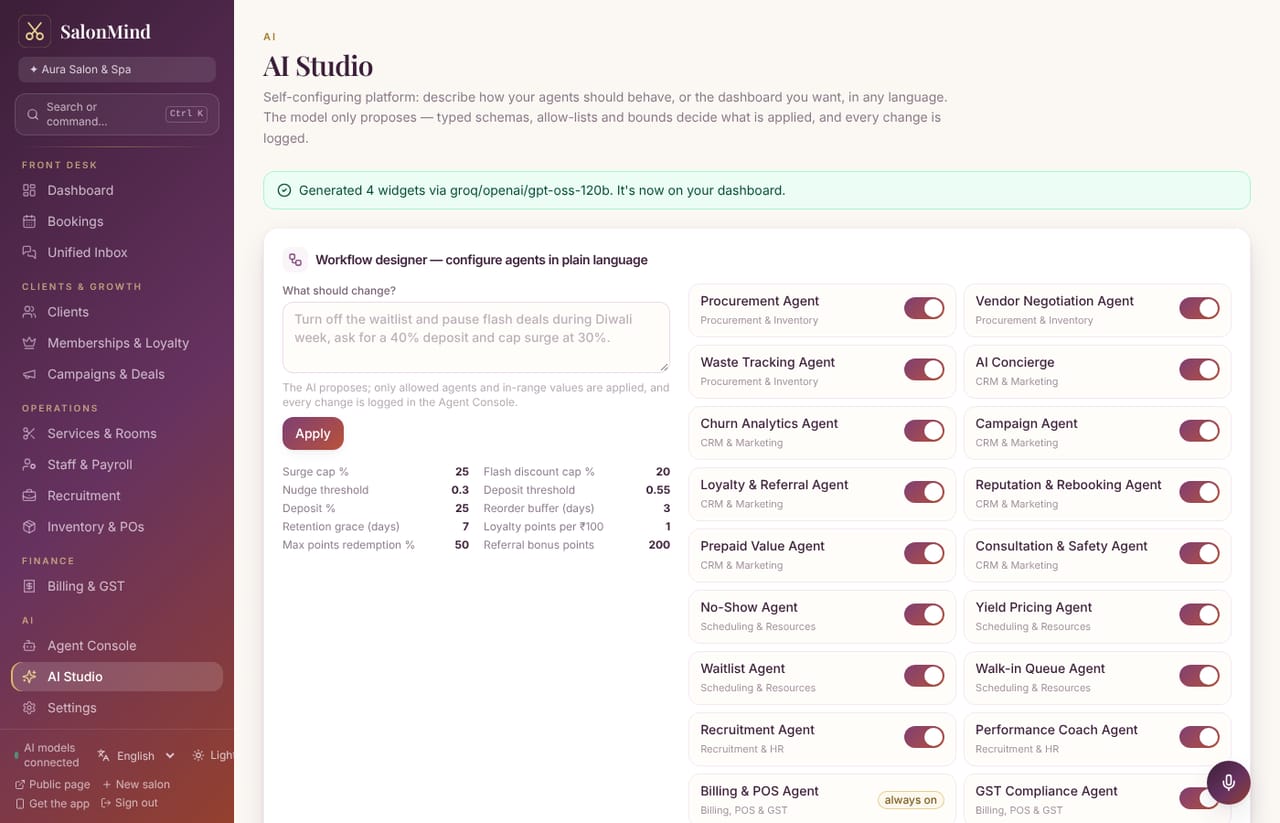 SalonMind
✦ Aura Salon & Spa
Search or
command...
Ctrl K
FRONT DESK
Dashboard
Bookings
Unified Inbox
CLIENTS & GROWTH
Clients
Memberships & Loyalty
Campaigns & Deals
OPERATIONS
Services & Rooms
Staff & Payroll
Recruitment
Inventory & POs
FINANCE
Billing & GST
AI
Agent Console
AI Studio
Settings
AI models
connected
English
Light
Public page
+ New salon
Get the app
Sign out
AI
AI Studio
Self-configuring platform: describe how your agents should behave, or the dashboard you want, in any language.
The model only proposes — typed schemas, allow-lists and bounds decide what is applied, and every change is
logged.
Generated 4 widgets via groq/openai/gpt-oss-120b. It's now on your dashboard.
Workflow designer — configure agents in plain language
What should change?
Turn off the waitlist and pause flash deals during Diwali
week, ask for a 40% deposit and cap surge at 30%.
The AI proposes; only allowed agents and in-range values are applied, and
every change is logged in the Agent Console.
Apply
Surge cap % 25 Flash discount cap % 20
Nudge threshold 0.3 Deposit threshold 0.55
Deposit % 25 Reorder buffer (days) 3
Retention grace (days) 7 Loyalty points per ₹100 1
Max points redemption % 50 Referral bonus points 200
Procurement Agent
Procurement & Inventory
Vendor Negotiation Agent
Procurement & Inventory
Waste Tracking Agent
Procurement & Inventory
AI Concierge
CRM & Marketing
Churn Analytics Agent
CRM & Marketing
Campaign Agent
CRM & Marketing
Loyalty & Referral Agent
CRM & Marketing
Reputation & Rebooking Agent
CRM & Marketing
Prepaid Value Agent
CRM & Marketing
Consultation & Safety Agent
CRM & Marketing
No-Show Agent
Scheduling & Resources
Yield Pricing Agent
Scheduling & Resources
Waitlist Agent
Scheduling & Resources
Walk-in Queue Agent
Scheduling & Resources
Recruitment Agent
Recruitment & HR
Performance Coach Agent
Recruitment & HR
Billing & POS Agent
Billing, POS & GST
always on
GST Compliance Agent
Billing, POS & GST